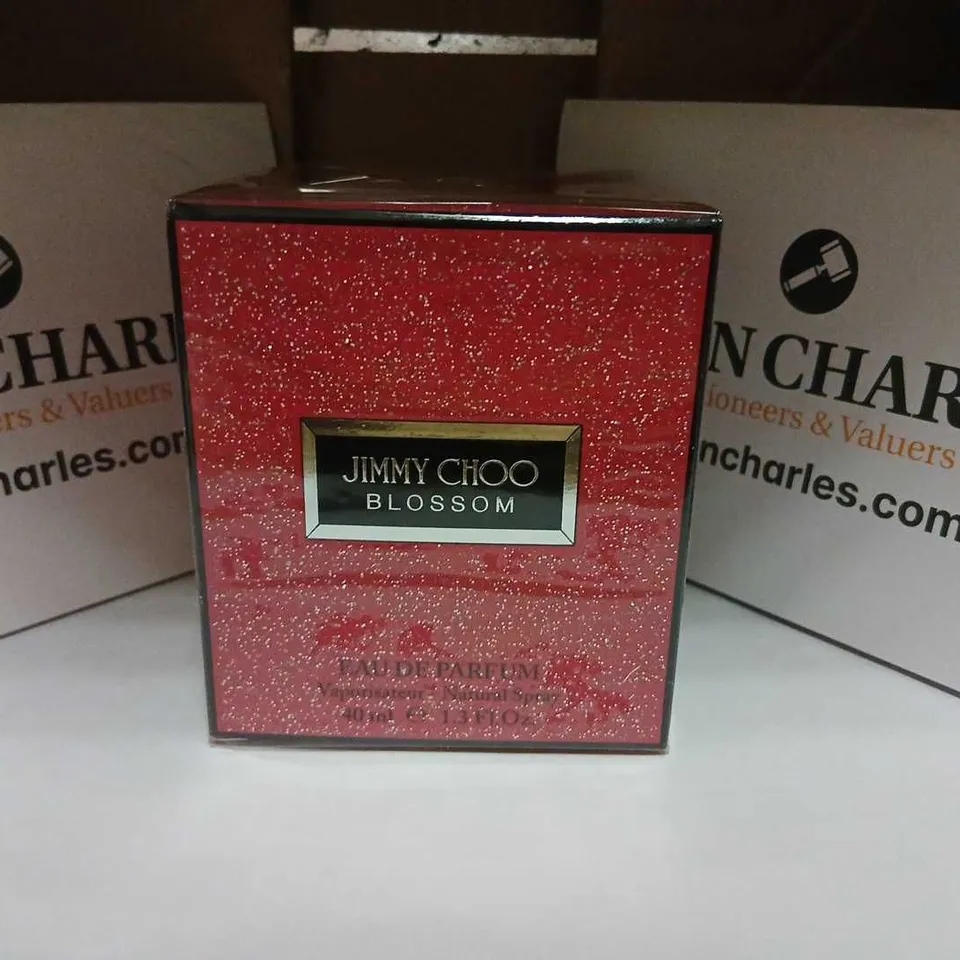 JIMMY CHOO
BLOSSOM
EAU DE PARFUM
Vaporisateur - Natural Spray
40 ml e 1.3 Fl.Oz.
CHAR
ers & Valuers
harles.com
N CHAR
ioneers & Valuers
ncharles.com